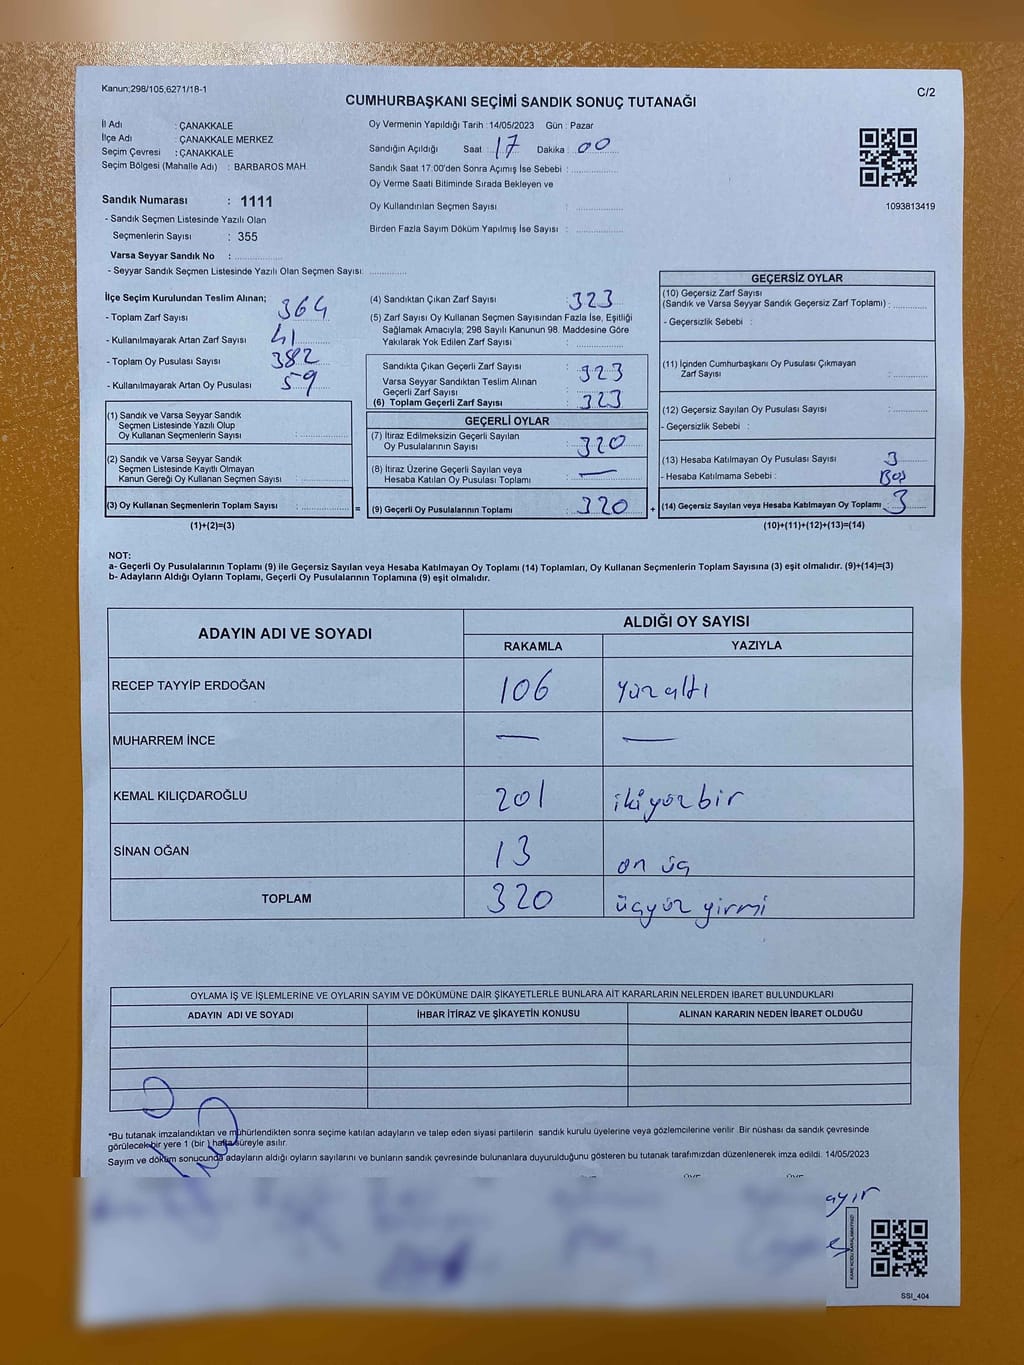 Kanun;298/105,6271/18-1
C/2
CUMHURBAŞKANI SEÇİMİ SANDIK SONUÇ TUTANAĞI
İl Adı : ÇANAKKALE
İlçe Adı : ÇANAKKALE MERKEZ
Seçim Çevresi : ÇANAKKALE
Seçim Bölgesi (Mahalle Adı) : BARBAROS MAH
Oy Vermenin Yapıldığı Tarih :14/05/2023 Gün : Pazar
Sandığın Açıldığı Saat : 17 Dakika : 00
Sandık Saat 17:00'den Sonra Açımış İse Sebebi :
Oy Verme Saati Bitiminde Sırada Bekleyen ve
Oy Kullandırılan Seçmen Sayısı :
Birden Fazla Sayım Döküm Yapılmış İse Sayısı :
1093813419
Sandık Numarası : 1111
- Sandık Seçmen Listesinde Yazılı Olan
Seçmenlerin Sayısı : 355
Varsa Seyyar Sandık No :
- Seyyar Sandık Seçmen Listesinde Yazılı Olan Seçmen Sayısı:
İlçe Seçim Kurulundan Teslim Alınan;
- Toplam Zarf Sayısı 364
- Kullanılmayarak Artan Zarf Sayısı 41
- Toplam Oy Pusulası Sayısı 382
- Kullanılmayarak Artan Oy Pusulası 59
(1) Sandık ve Varsa Seyyar Sandık
Seçmen Listesinde Yazılı Olup
Oy Kullanan Seçmenlerin Sayısı :
(2) Sandık ve Varsa Seyyar Sandık
Seçmen Listesinde Kayıtlı Olmayan
Kanun Gereği Oy Kullanan Seçmen Sayısı :
(3) Oy Kullanan Seçmenlerin Toplam Sayısı :
(1)+(2)=(3)
(4) Sandıktan Çıkan Zarf Sayısı : 323
(5) Zarf Sayısı Oy Kullanan Seçmen Sayısından Fazla İse, Eşitliği
Sağlamak Amacıyla; 298 Sayılı Kanunun 98. Maddesine Göre
Yakılarak Yok Edilen Zarf Sayısı :
Sandıkta Çıkan Geçerli Zarf Sayısı : 323
Varsa Seyyar Sandıktan Teslim Alınan
Geçerli Zarf Sayısı :
(6) Toplam Geçerli Zarf Sayısı : 323
GEÇERLİ OYLAR
(7) İtiraz Edilmeksizin Geçerli Sayılan
Oy Pusulalarının Sayısı : 320
(8) İtiraz Üzerine Geçerli Sayılan veya
Hesaba Katılan Oy Pusulası Toplamı : —
= (9) Geçerli Oy Pusulalarının Toplamı : 320 +
GEÇERSİZ OYLAR
(10) Geçersiz Zarf Sayısı
(Sandık ve Varsa Seyyar Sandık Geçersiz Zarf Toplamı) :
- Geçersizlik Sebebi :
(11) İçinden Cumhurbaşkanı Oy Pusulası Çıkmayan
Zarf Sayısı :
(12) Geçersiz Sayılan Oy Pusulası Sayısı :
- Geçersizlik Sebebi :
(13) Hesaba Katılmayan Oy Pusulası Sayısı : 3
- Hesaba Katılmama Sebebi : Boş
(14) Geçersiz Sayılan veya Hesaba Katılmayan Oy Toplamı : 3
(10)+(11)+(12)+(13)=(14)
NOT:
a- Geçerli Oy Pusulalarının Toplamı (9) ile Geçersiz Sayılan veya Hesaba Katılmayan Oy Toplamı (14) Toplamları, Oy Kullanan Seçmenlerin Toplam Sayısına (3) eşit olmalıdır. (9)+(14)=(3)
b- Adayların Aldığı Oyların Toplamı, Geçerli Oy Pusulalarının Toplamına (9) eşit olmalıdır.
ADAYIN ADI VE SOYADI ALDIĞI OY SAYISI
RAKAMLA YAZIYLA
RECEP TAYYİP ERDOĞAN 106 yüz altı
MUHARREM İNCE — —
KEMAL KILIÇDAROĞLU 201 ikiyüzbir
SİNAN OĞAN 13 on üç
TOPLAM 320 üçyüz yirmi
OYLAMA İŞ VE İŞLEMLERİNE VE OYLARIN SAYIM VE DÖKÜMÜNE DAİR ŞİKAYETLERLE BUNLARA AİT KARARLARIN NELERDEN İBARET BULUNDUKLARI
ADAYIN ADI VE SOYADI İHBAR İTİRAZ VE ŞİKAYETİN KONUSU ALINAN KARARIN NEDEN İBARET OLDUĞU
*Bu tutanak imzalandıktan ve mühürlendikten sonra seçime katılan adayların ve talep eden siyasi partilerin sandık kurulu üyelerine veya gözlemcilerine verilir .Bir nüshası da sandık çevresinde
görülecek bir yere 1 (bir ) hafta süreyle asılır.
Sayım ve döküm sonucunda adayların aldığı oyların sayılarını ve bunların sandık çevresinde bulunanlara duyurulduğunu gösteren bu tutanak tarafımızdan düzenlenerek imza edildi. 14/05/2023
SSI_404